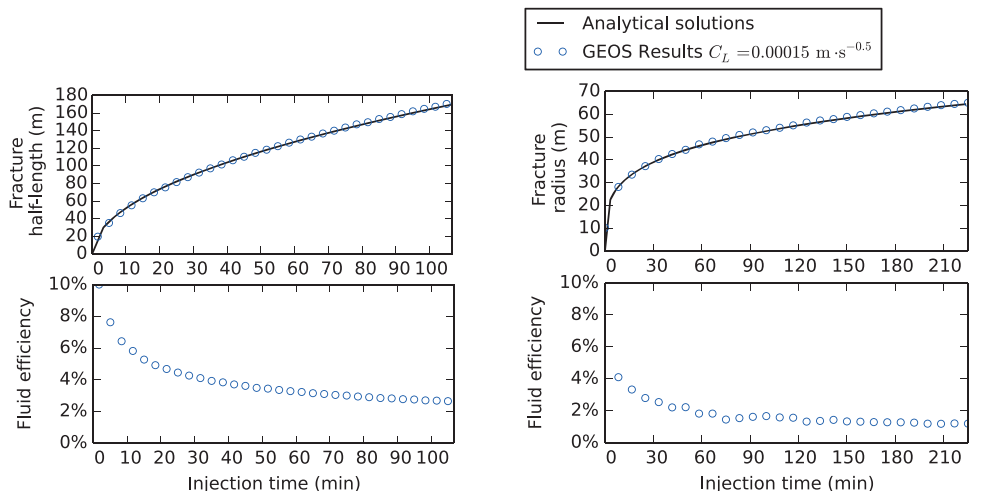 Analytical solutions
GEOS Results C_L =0.00015 m·s^−0.5
180
160
140
120
100
80
60
40
20
0
Fracture
half-length (m)
0 10 20 30 40 50 60 70 80 90 100
70
60
50
40
30
20
10
0
Fracture
radius (m)
0 30 60 90 120 150 180 210
10%
8%
6%
4%
2%
0%
Fluid efficiency
0 10 20 30 40 50 60 70 80 90 100
Injection time (min)
10%
8%
6%
4%
2%
0%
Fluid efficiency
0 30 60 90 120 150 180 210
Injection time (min)